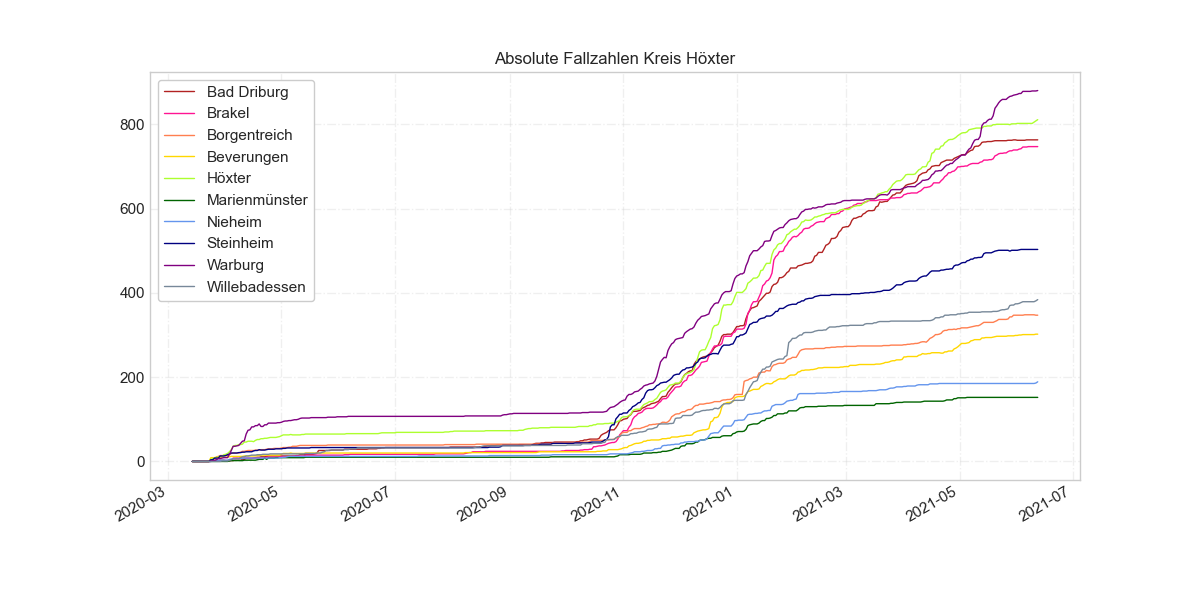 Absolute Fallzahlen Kreis Höxter
Bad Driburg
Brakel
Borgentreich
Beverungen
Höxter
Marienmünster
Nieheim
Steinheim
Warburg
Willebadessen
800
600
400
200
0
2020-03
2020-05
2020-07
2020-09
2020-11
2021-01
2021-03
2021-05
2021-07